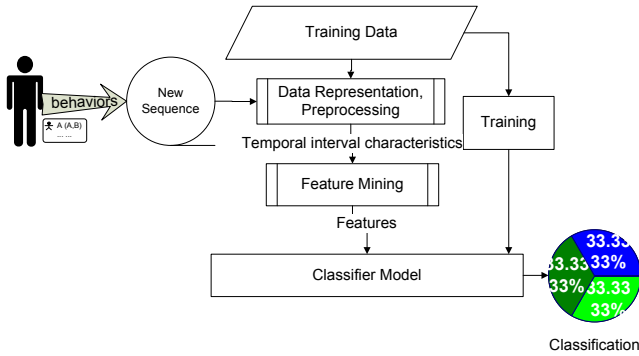 Training Data
behaviors
New
Sequence
A (A,B)
... ...
Data Representation,
Preprocessing
Training
Temporal interval characteristics
Feature Mining
Features
Classifier Model
33.33
33%
33.33
33%
33.33
33%
Classification